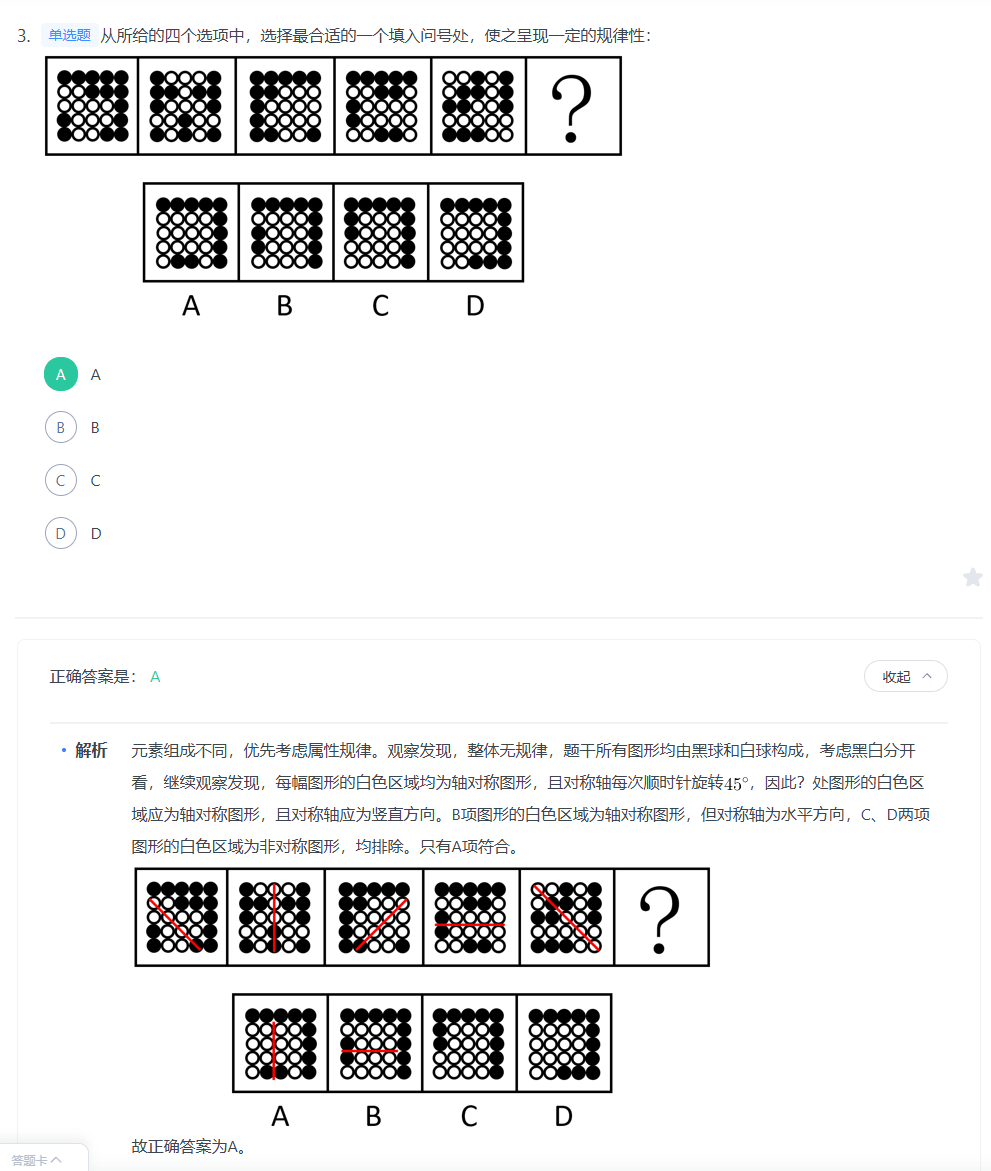 3. 单选题 从所给的四个选项中，选择最合适的一个填入问号处，使之呈现一定的规律性：
?
A B C D
A A
B B
C C
D D
正确答案是： A 收起
解析 元素组成不同，优先考虑属性规律。观察发现，整体无规律，题干所有图形均由黑球和白球构成，考虑黑白分开
看，继续观察发现，每幅图形的白色区域均为轴对称图形，且对称轴每次顺时针旋转45°，因此？处图形的白色区
域应为轴对称图形，且对称轴应为竖直方向。B项图形的白色区域为轴对称图形，但对称轴为水平方向，C、D两项
图形的白色区域为非对称图形，均排除。只有A项符合。
?
A B C D
故正确答案为A。
答题卡